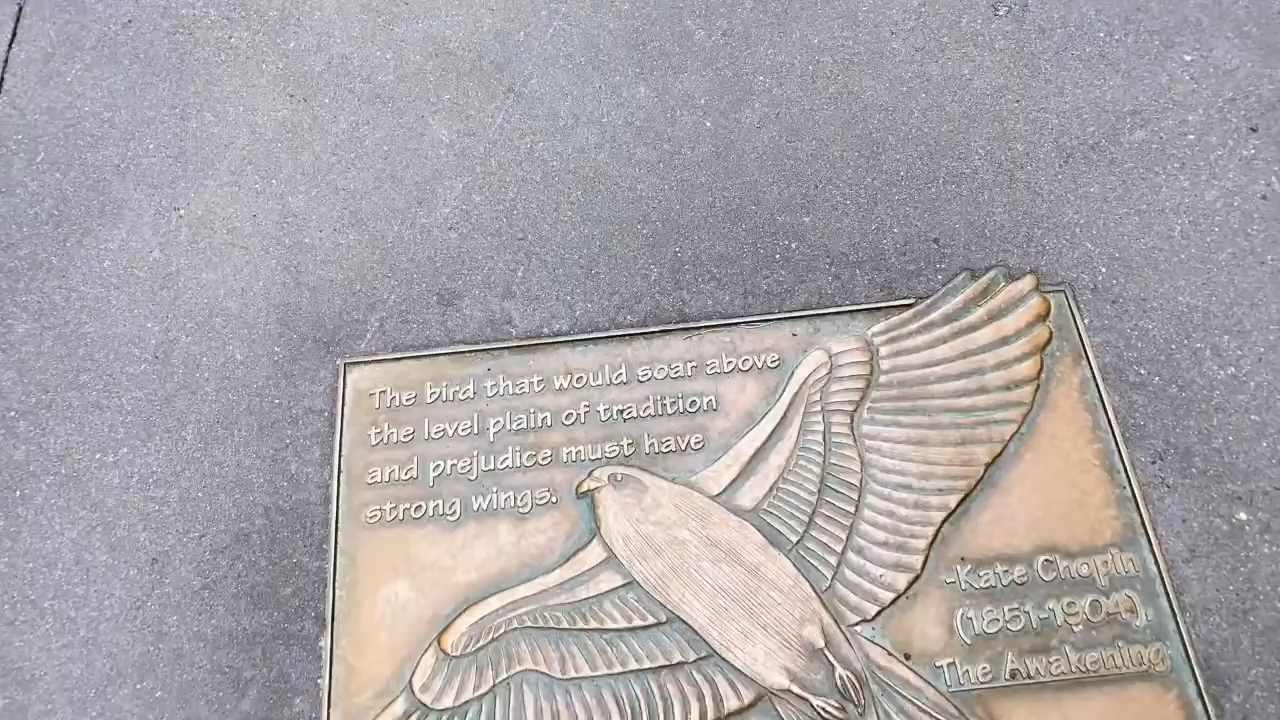 The bird that would soar above
the level plain of tradition
and prejudice must have
strong wings.
-Kate Chopin
(1851-1904),
The Awakening